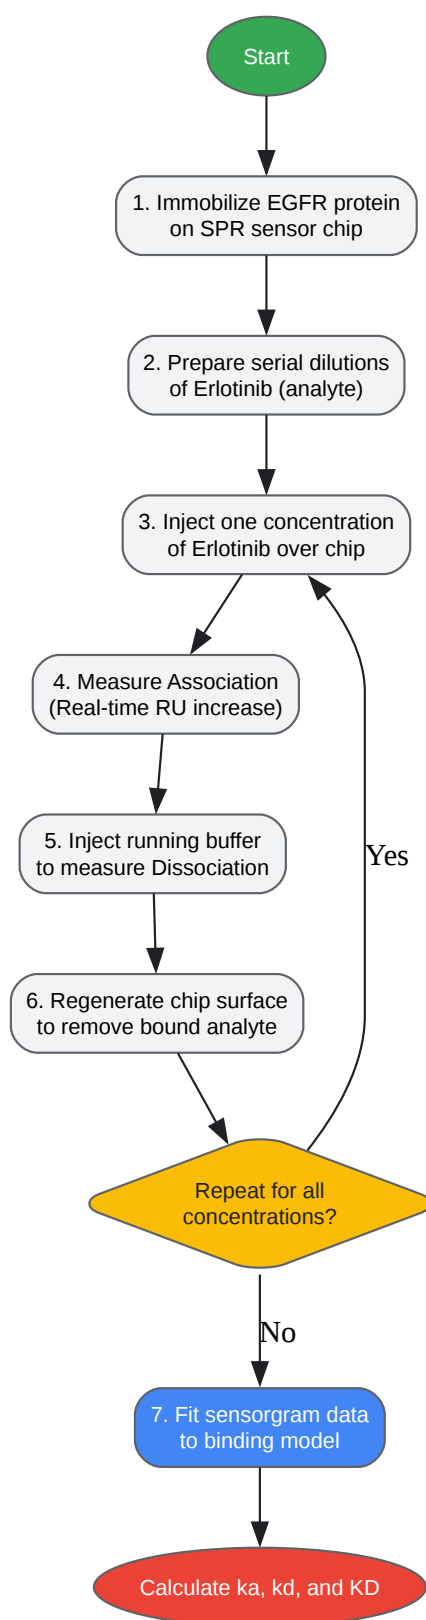 Start
1. Immobilize EGFR protein
on SPR sensor chip
2. Prepare serial dilutions
of Erlotinib (analyte)
3. Inject one concentration
of Erlotinib over chip
4. Measure Association
(Real-time RU increase)
5. Inject running buffer
to measure Dissociation
Yes
6. Regenerate chip surface
to remove bound analyte
Repeat for all
concentrations?
No
7. Fit sensorgram data
to binding model
Calculate ka, kd, and KD